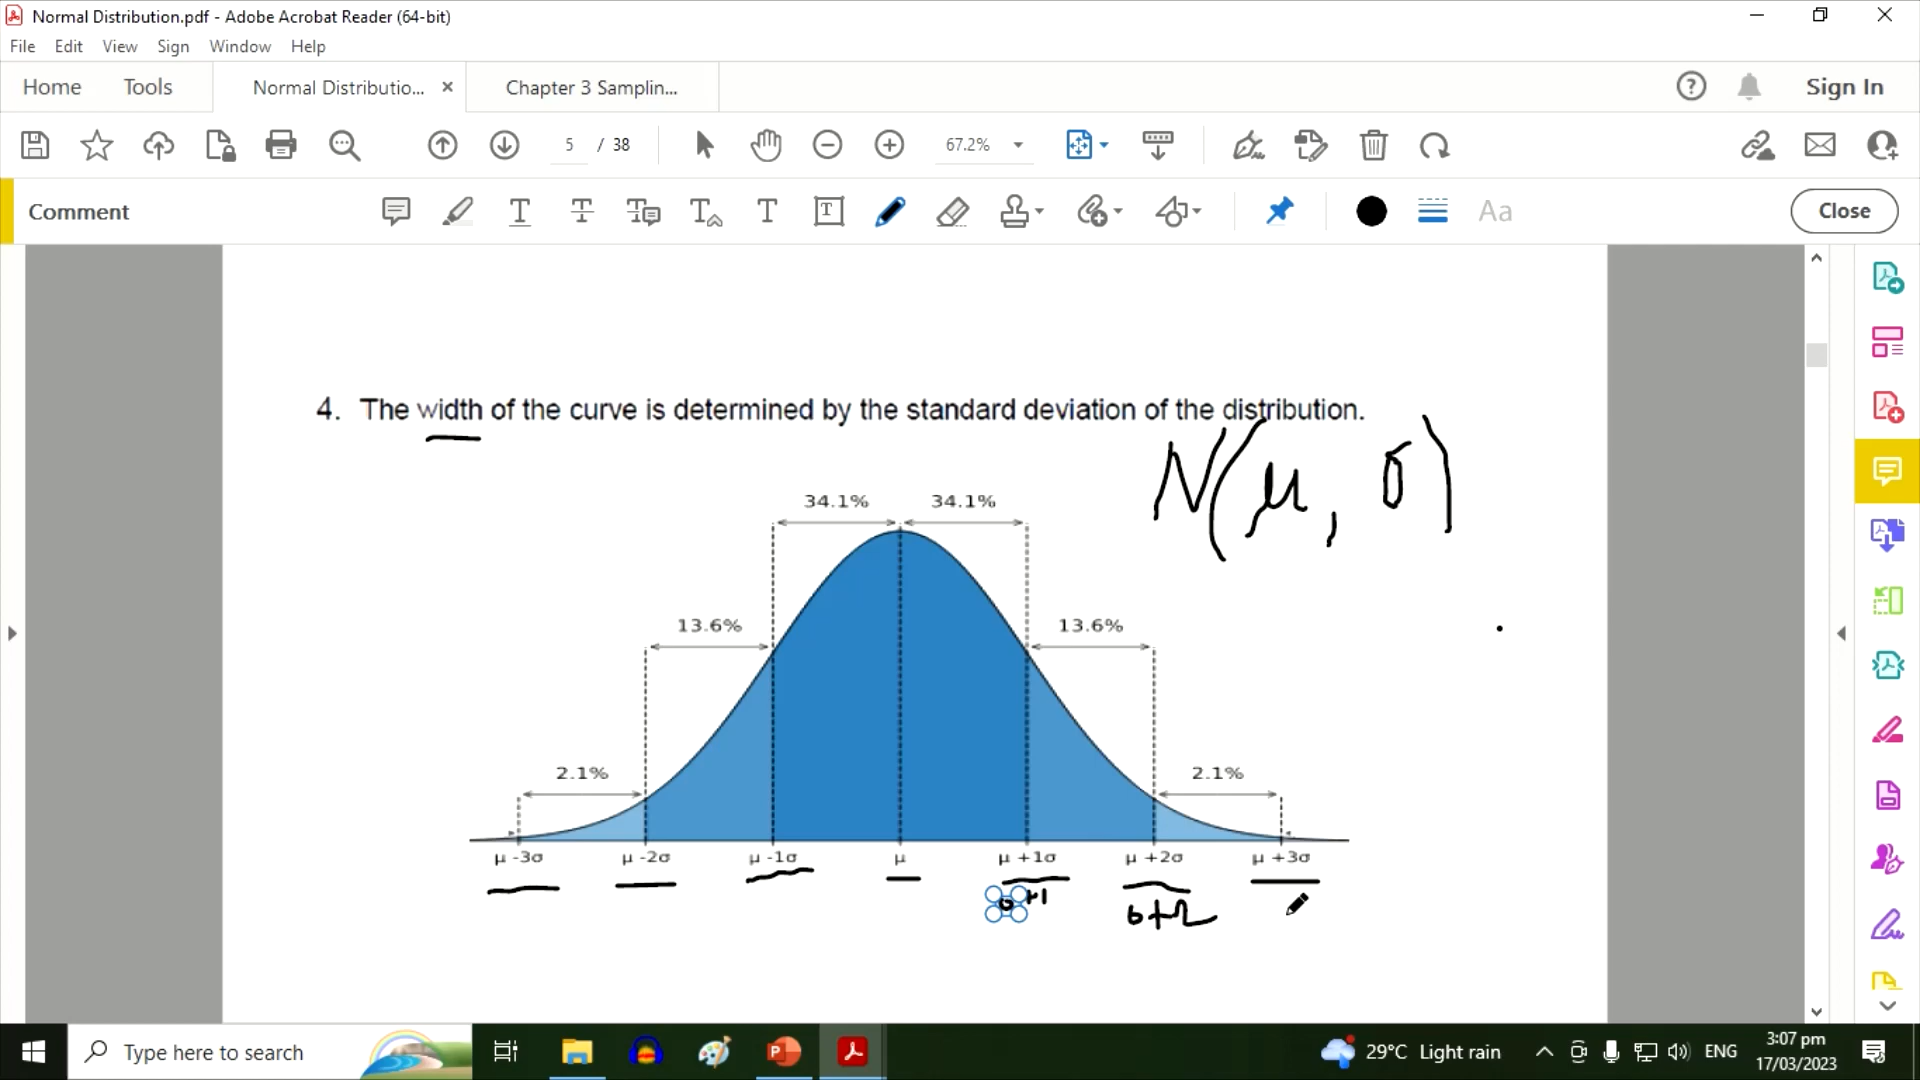 Normal Distribution.pdf - Adobe Acrobat Reader (64-bit)
File Edit View Sign Window Help
Home Tools Normal Distributio... Chapter 3 Samplin... Sign In
5 / 38 67.2%
Comment Aa Close
4. The width of the curve is determined by the standard deviation of the distribution.
N(μ, σ)
34.1% 34.1%
13.6% 13.6%
2.1% 2.1%
μ -3σ μ -2σ μ -1σ μ μ +1σ μ +2σ μ +3σ
Type here to search 29°C Light rain ENG 3:07 pm
17/03/2023